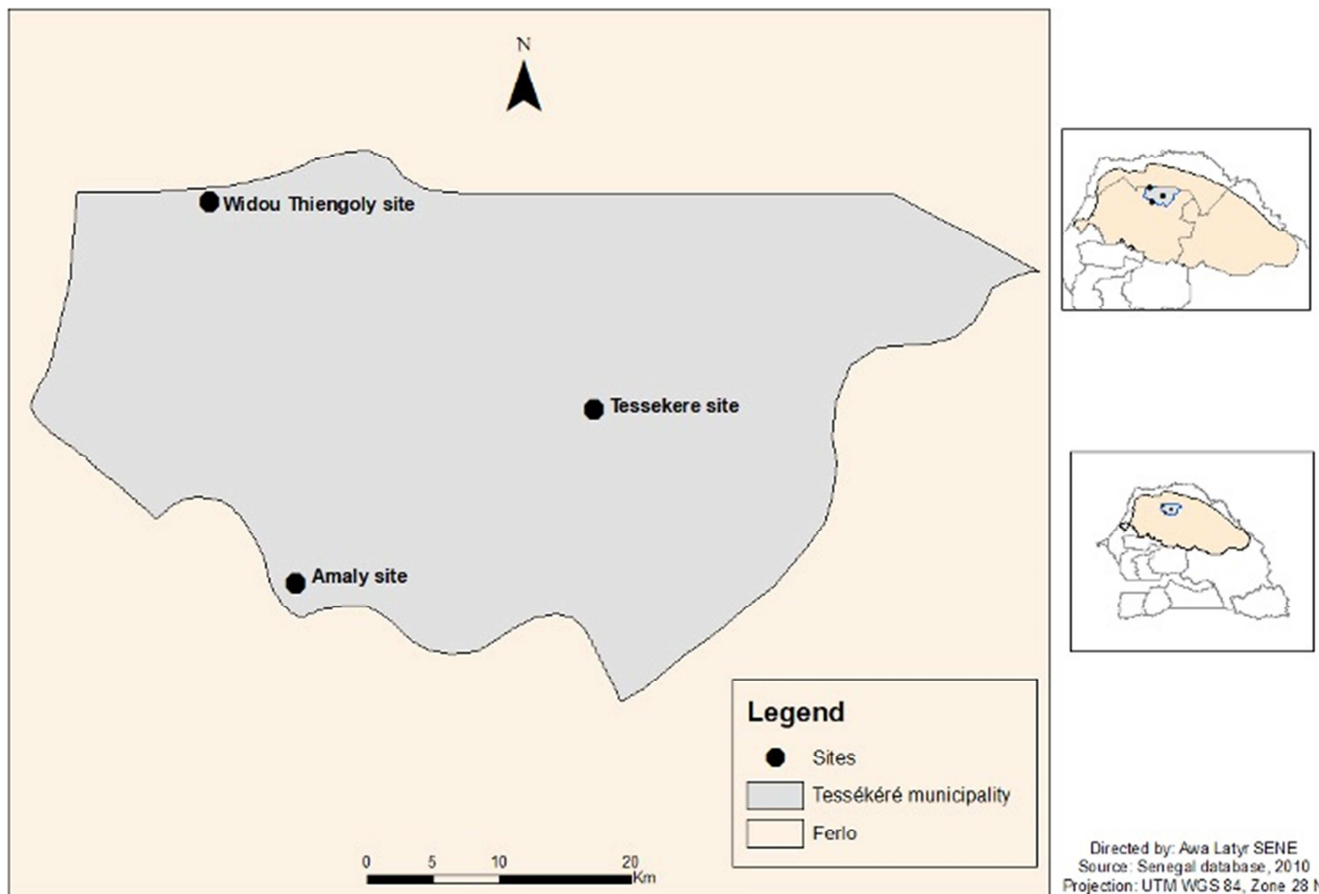 N
Widou Thiengoly site
Tessekere site
Amaly site
Legend
Sites
Tessékéré municipality
Ferlo
0 5 10 20
Km
Directed by: Awa Latyr SENE
Source: Senegal database, 2010
Projection: UTM WGS 84, Zone 28 N